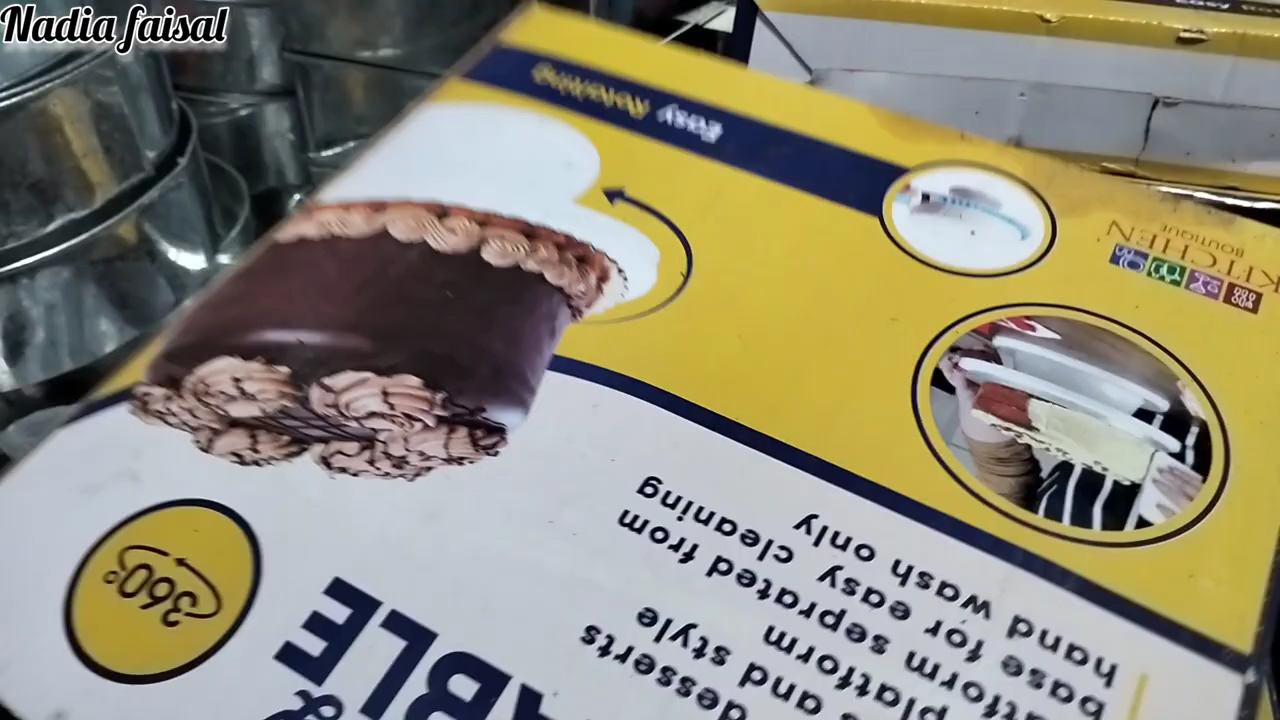 Nadia faisal
Easy Rotating
KITCHEN
BOUTIQUE
360°
ABLE
&
desserts
and style
platform
platform seprated from
base for easy cleaning
hand wash only